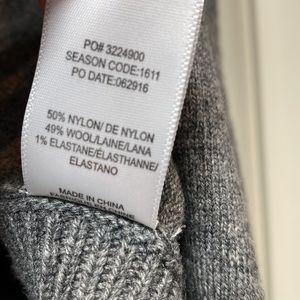 PO# 3224900
SEASON CODE:1611
PO DATE:062916
50% NYLON/ DE NYLON
49% WOOL/LAINE/LANA
1% ELASTANE/ÉLASTHANNE/
ELASTANO
MADE IN CHINA